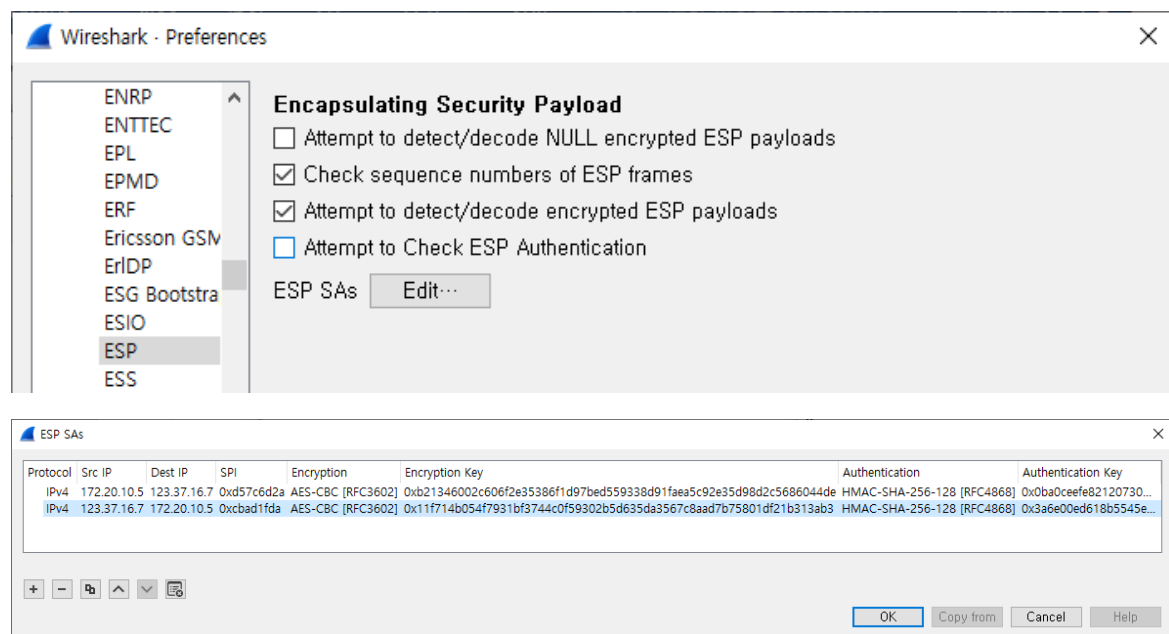 Wireshark · Preferences
ENRP
ENTTEC
EPL
EPMD
ERF
Ericsson GSM
ErlDP
ESG Bootstra
ESIO
ESP
ESS
Encapsulating Security Payload
Attempt to detect/decode NULL encrypted ESP payloads
Check sequence numbers of ESP frames
Attempt to detect/decode encrypted ESP payloads
Attempt to Check ESP Authentication
ESP SAs Edit...
ESP SAs
Protocol Src IP Dest IP SPI Encryption Encryption Key Authentication Authentication Key
IPv4 172.20.10.5 123.37.16.7 0xd57c6d2a AES-CBC [RFC3602] 0xb21346002c606f2e35386f1d97bed559338d91faea5c92e35d98d2c5686044de HMAC-SHA-256-128 [RFC4868] 0x0ba0ceefe82120730...
IPv4 123.37.16.7 172.20.10.5 0xcbad1fda AES-CBC [RFC3602] 0x11f714b054f7931bf3744c0f59302b5d635da3567c8aad7b75801df21b313ab3 HMAC-SHA-256-128 [RFC4868] 0x3a6e00ed618b5545e...
OK Copy from Cancel Help